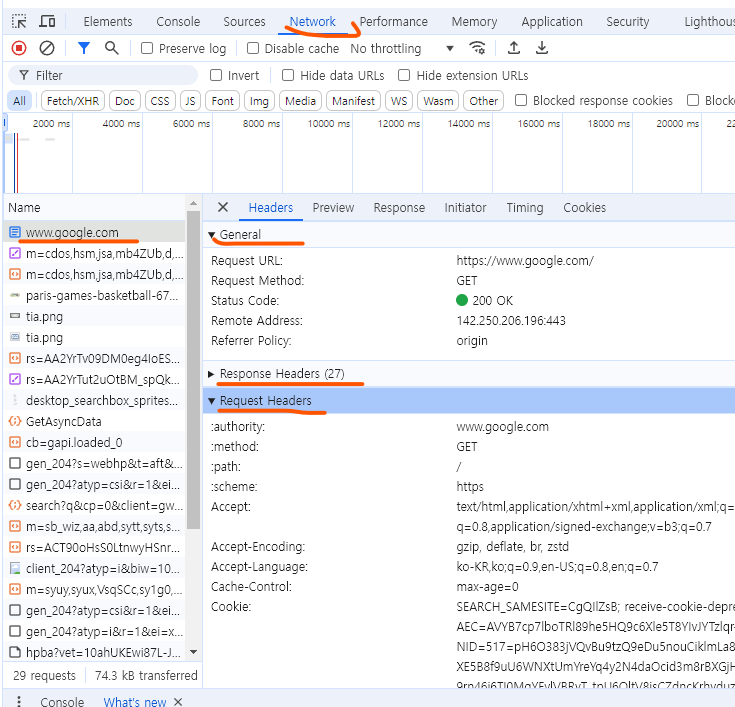 Elements Console Sources Network Performance Memory Application Security Lighthous
Preserve log Disable cache No throttling
Filter Invert Hide data URLs Hide extension URLs
All Fetch/XHR Doc CSS JS Font Img Media Manifest WS Wasm Other Blocked response cookies Blocke
2000 ms 4000 ms 6000 ms 8000 ms 10000 ms 12000 ms 14000 ms 16000 ms 18000 ms 20000 ms 22
Name
www.google.com
m=cdos,hsm,jsa,mb4ZUb,d,...
m=cdos,hsm,jsa,mb4ZUb,d,...
paris-games-basketball-67...
tia.png
tia.png
rs=AA2YrTv09DM0eg4IoES...
rs=AA2YrTut2uOtBM_spQk...
desktop_searchbox_sprites...
GetAsyncData
cb=gapi.loaded_0
gen_204?s=webhp&t=aft&...
gen_204?atyp=csi&r=1&ei...
search?q&cp=0&client=gw...
m=sb_wiz,aa,abd,sytt,syts,s...
rs=ACT90oHsS0LtnwyHSnr...
client_204?atyp=i&biw=10...
m=syuy,syux,VsqSCc,sy1g0,...
gen_204?atyp=csi&r=1&ei...
gen_204?atyp=i&r=1&ei=x...
hpba?vet=10ahUKEwi87L-J...
29 requests 74.3 kB transferred
Headers Preview Response Initiator Timing Cookies
General
Request URL: https://www.google.com/
Request Method: GET
Status Code: 200 OK
Remote Address: 142.250.206.196:443
Referrer Policy: origin
Response Headers (27)
Request Headers
:authority: www.google.com
:method: GET
:path: /
:scheme: https
Accept: text/html,application/xhtml+xml,application/xml;q=
q=0.8,application/signed-exchange;v=b3;q=0.7
Accept-Encoding: gzip, deflate, br, zstd
Accept-Language: ko-KR,ko;q=0.9,en-US;q=0.8,en;q=0.7
Cache-Control: max-age=0
Cookie: SEARCH_SAMESITE=CgQIlZsB; receive-cookie-depre
AEC=AVYB7cp7lboTRl89he5HQ9c6Xle5T8YIvJYTzlqr
NID=517=pH6O383jVQvBu9tzQ9eDu5nouCiklmLa8
XE5B8f9uU6WNXtUmYreYq4y2N4daOcid3m8rBXGjH
Console What's new